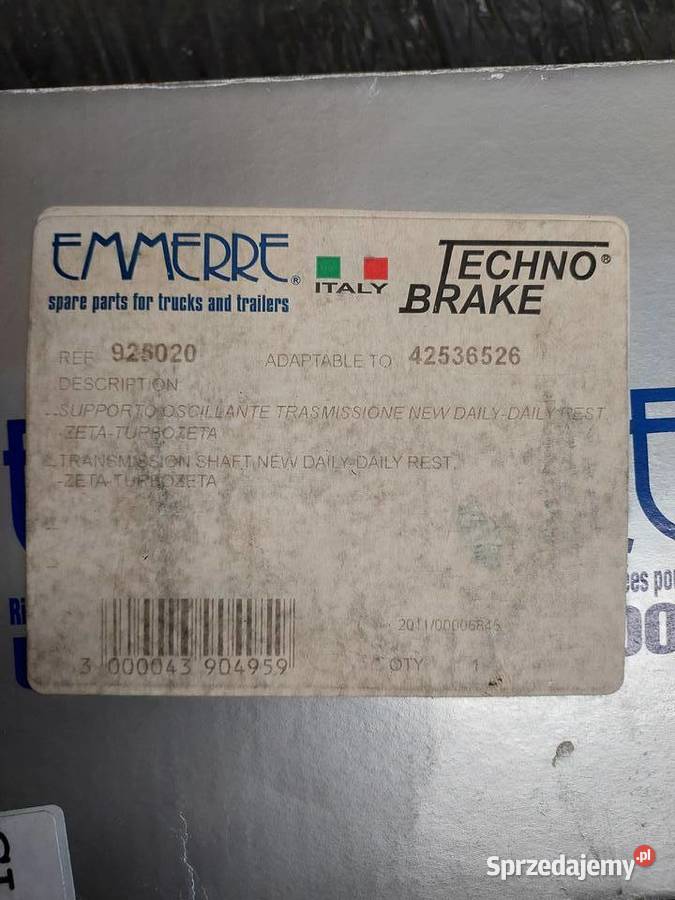 EMMERRE®
spare parts for trucks and trailers
ITALY
TECHNO®
BRAKE
REF 925020 ADAPTABLE TO 42536526
DESCRIPTION
SUPPORTO OSCILLANTE TRASMISSIONE NEW DAILY-DAILY REST.
-ZETA-TURBOZETA
TRANSMISSION SHAFT NEW DAILY-DAILY REST.
-ZETA-TURBOZETA
2011/00006846
3 000043 904959
QTY 1
Sprzedajemy.pl